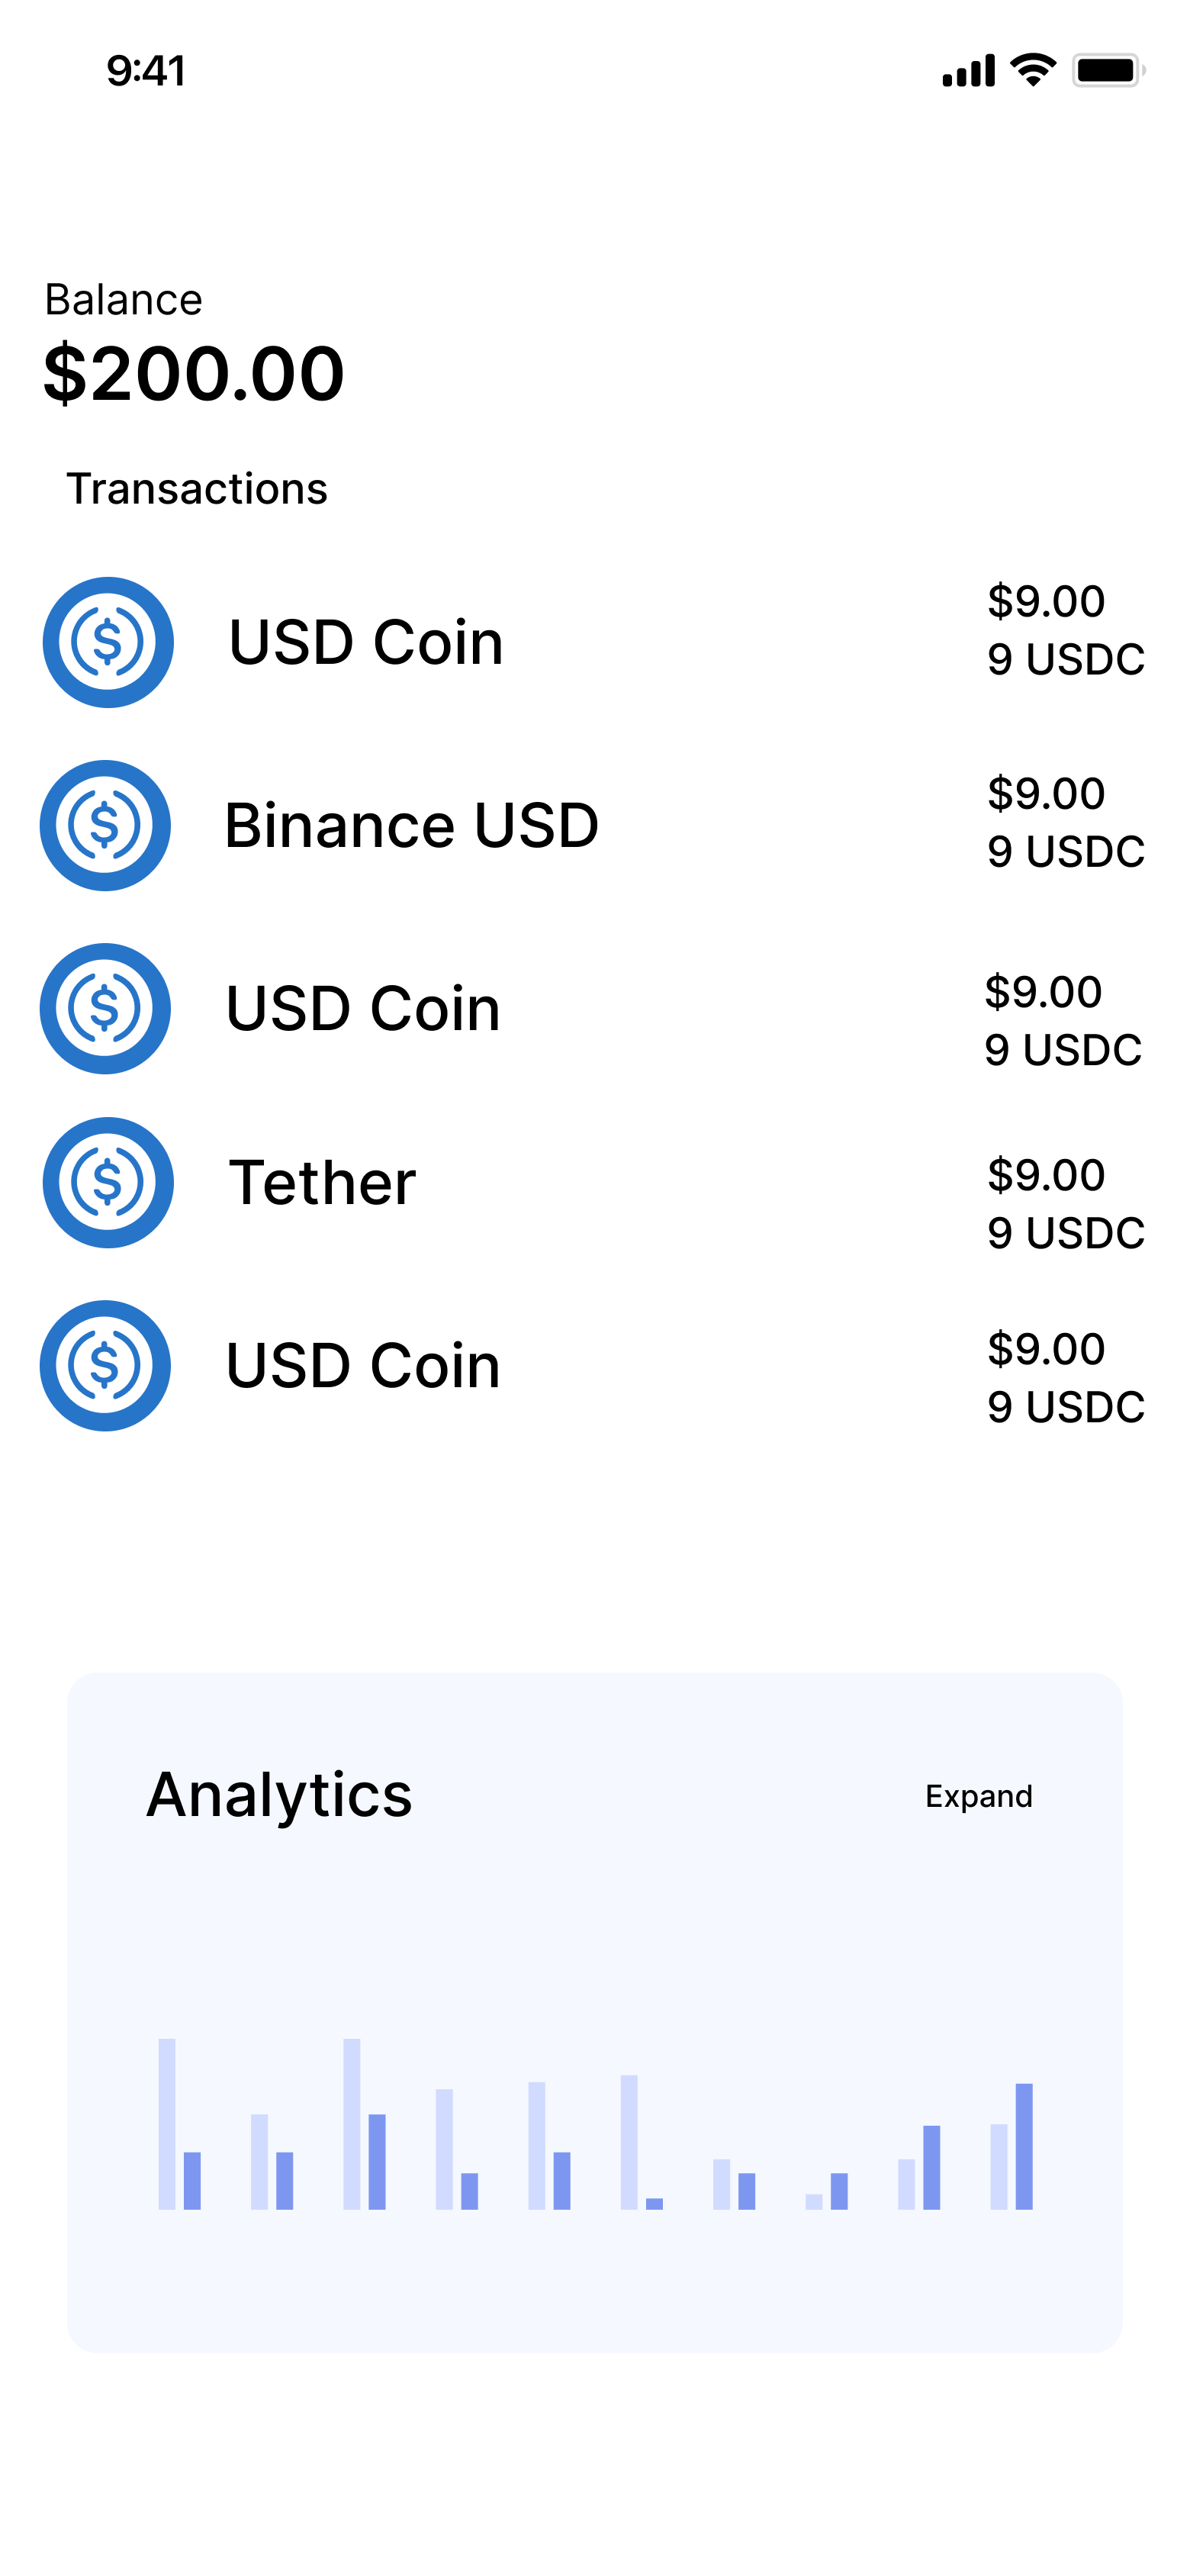 9:41
Balance
$200.00
Transactions
USD Coin
$9.00
9 USDC
Binance USD
$9.00
9 USDC
USD Coin
$9.00
9 USDC
Tether
$9.00
9 USDC
USD Coin
$9.00
9 USDC
Analytics
Expand